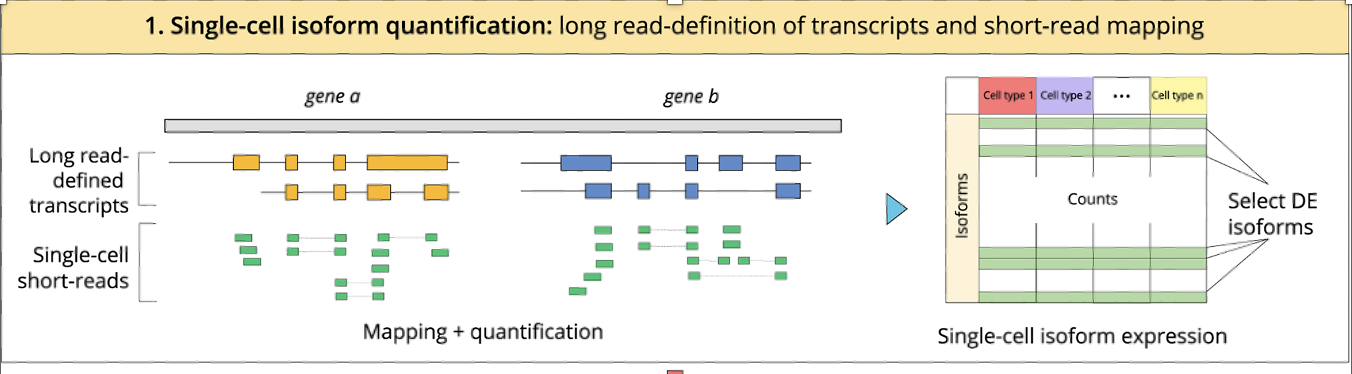 1. Single-cell isoform quantification: long read-definition of transcripts and short-read mapping
gene a
gene b
Long read-
defined
transcripts
Single-cell
short-reads
Mapping + quantification
Cell type 1
Cell type 2
...
Cell type n
Isoforms
Counts
Select DE
isoforms
Single-cell isoform expression